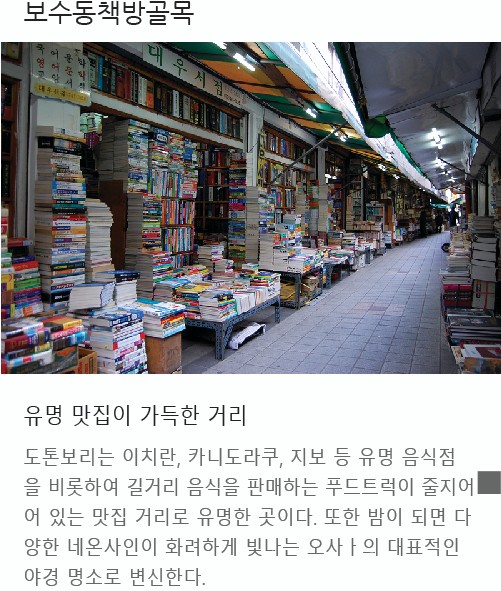 보수동책방골목
대우서점
유명 맛집이 가득한 거리
도톤보리는 이치란, 카니도라쿠, 지보 등 유명 음식점
을 비롯하여 길거리 음식을 판매하는 푸드트럭이 줄지어
어 있는 맛집 거리로 유명한 곳이다. 또한 밤이 되면 다
양한 네온사인이 화려하게 빛나는 오사ㅏ의 대표적인
야경 명소로 변신한다.